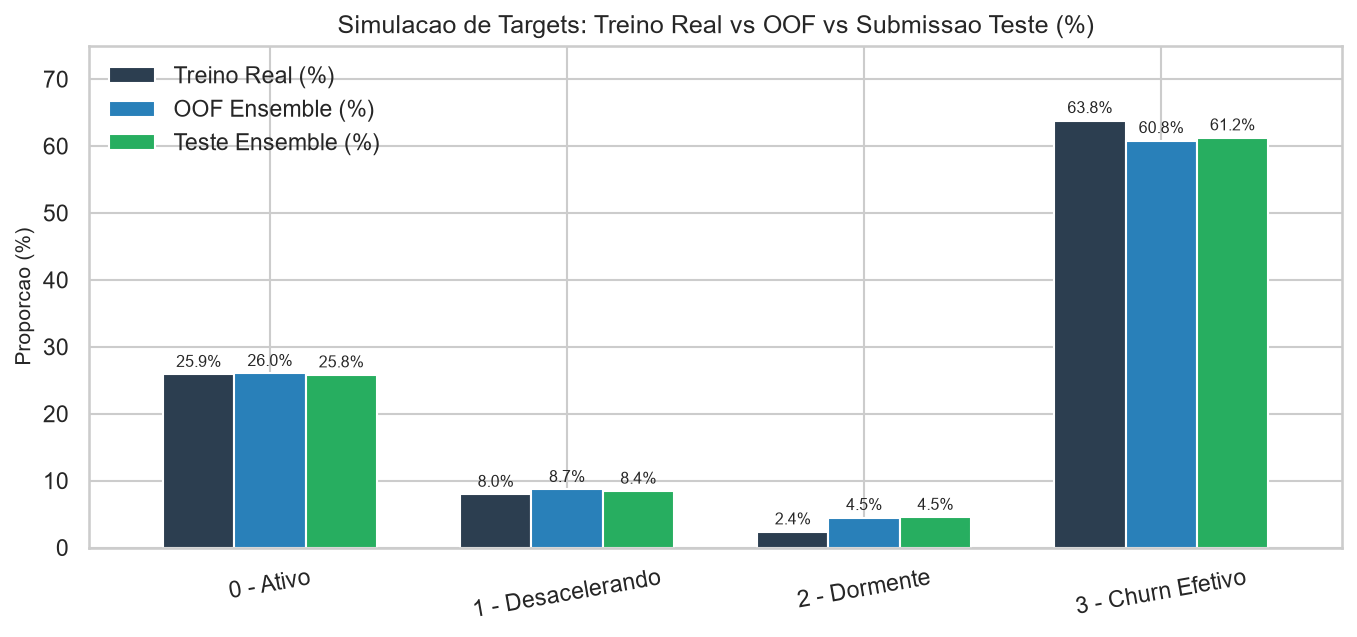 Simulacao de Targets: Treino Real vs OOF vs Submissao Teste (%)
Treino Real (%)
OOF Ensemble (%)
Teste Ensemble (%)
Proporcao (%)
70
60
50
40
30
20
10
0
25.9%
26.0%
25.8%
8.0%
8.7%
8.4%
2.4%
4.5%
4.5%
63.8%
60.8%
61.2%
0 - Ativo
1 - Desacelerando
2 - Dormente
3 - Churn Efetivo